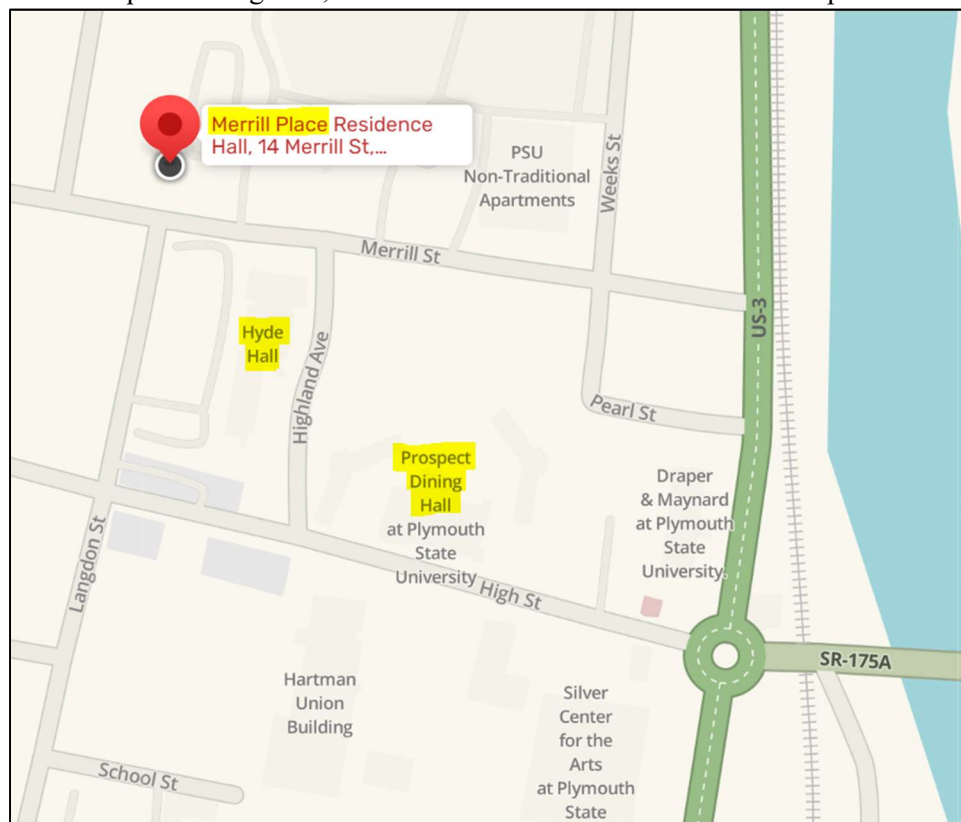 Merrill Place Residence
Hall, 14 Merrill St,...
PSU
Non-Traditional
Apartments
Weeks St
Merrill St
US-3
Hyde
Hall
Highland Ave
Pearl St
Prospect
Dining
Hall
at Plymouth
State
University
Draper
& Maynard
at Plymouth
State
University.
Langdon St
High St
SR-175A
Hartman
Union
Building
Silver
Center
for the
Arts
at Plymouth
State
School St